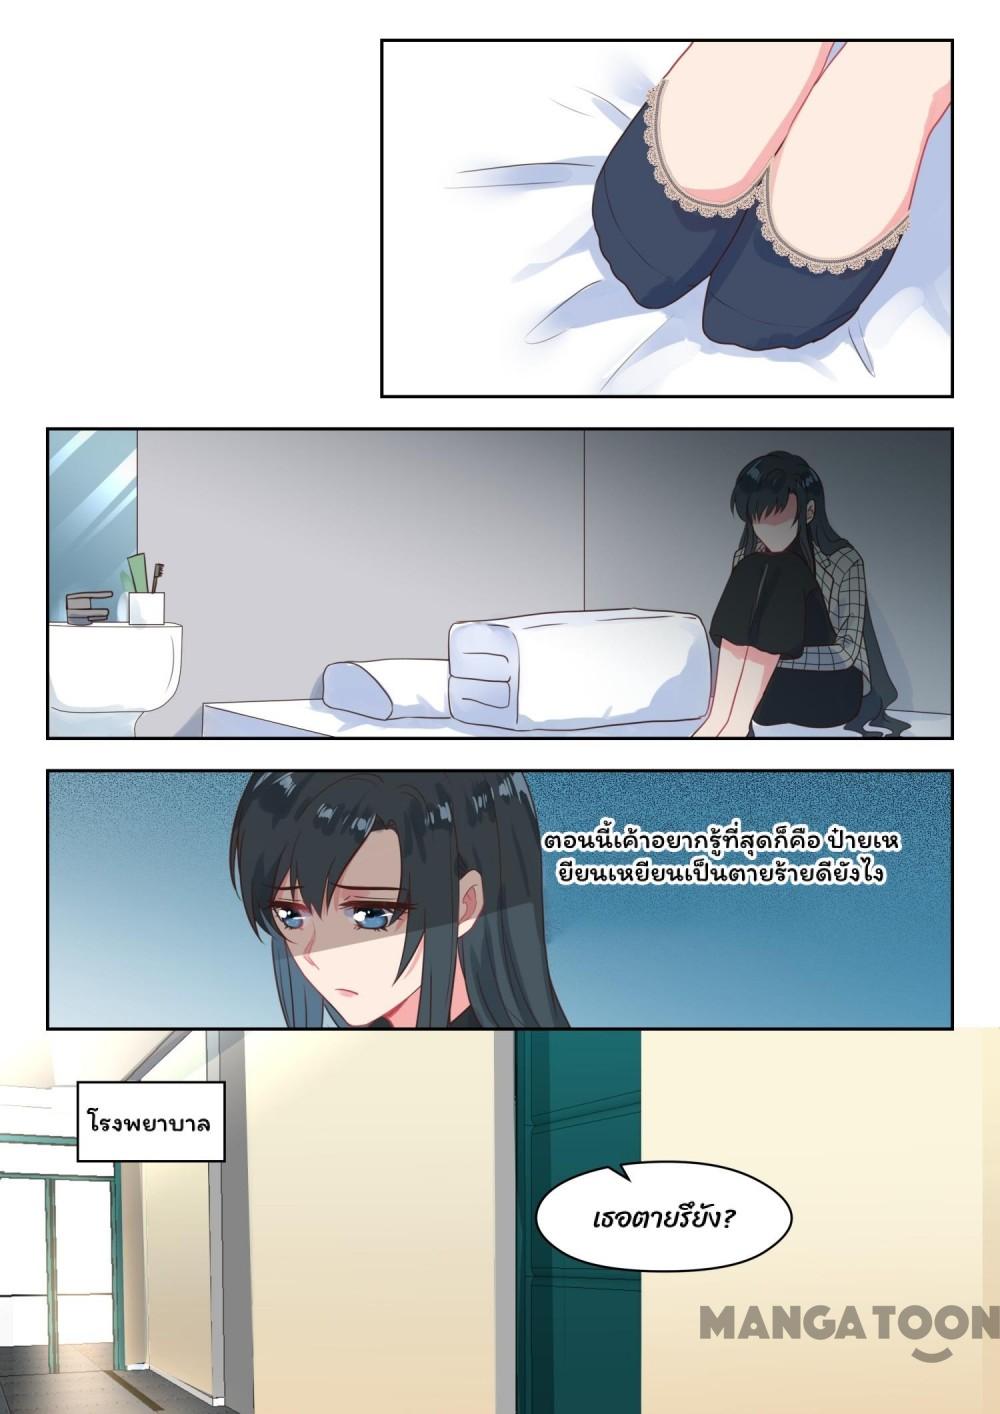 ตอนนี้เค้าอยากรู้ที่สุดก็คือ ป๋ายเห
ยียนเหยียนเป็นตายร้ายดียังไง
โรงพยาบาล
เธอตายรึยัง?
MANGATOON